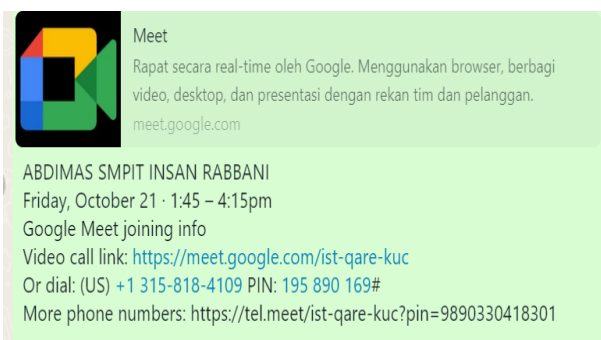 Meet
Rapat secara real-time oleh Google. Menggunakan browser, berbagi
video, desktop, dan presentasi dengan rekan tim dan pelanggan.
meet.google.com
ABDIMAS SMPIT INSAN RABBANI
Friday, October 21 · 1:45 – 4:15pm
Google Meet joining info
Video call link: https://meet.google.com/ist-qare-kuc
Or dial: (US) +1 315-818-4109 PIN: 195 890 169#
More phone numbers: https://tel.meet/ist-qare-kuc?pin=9890330418301